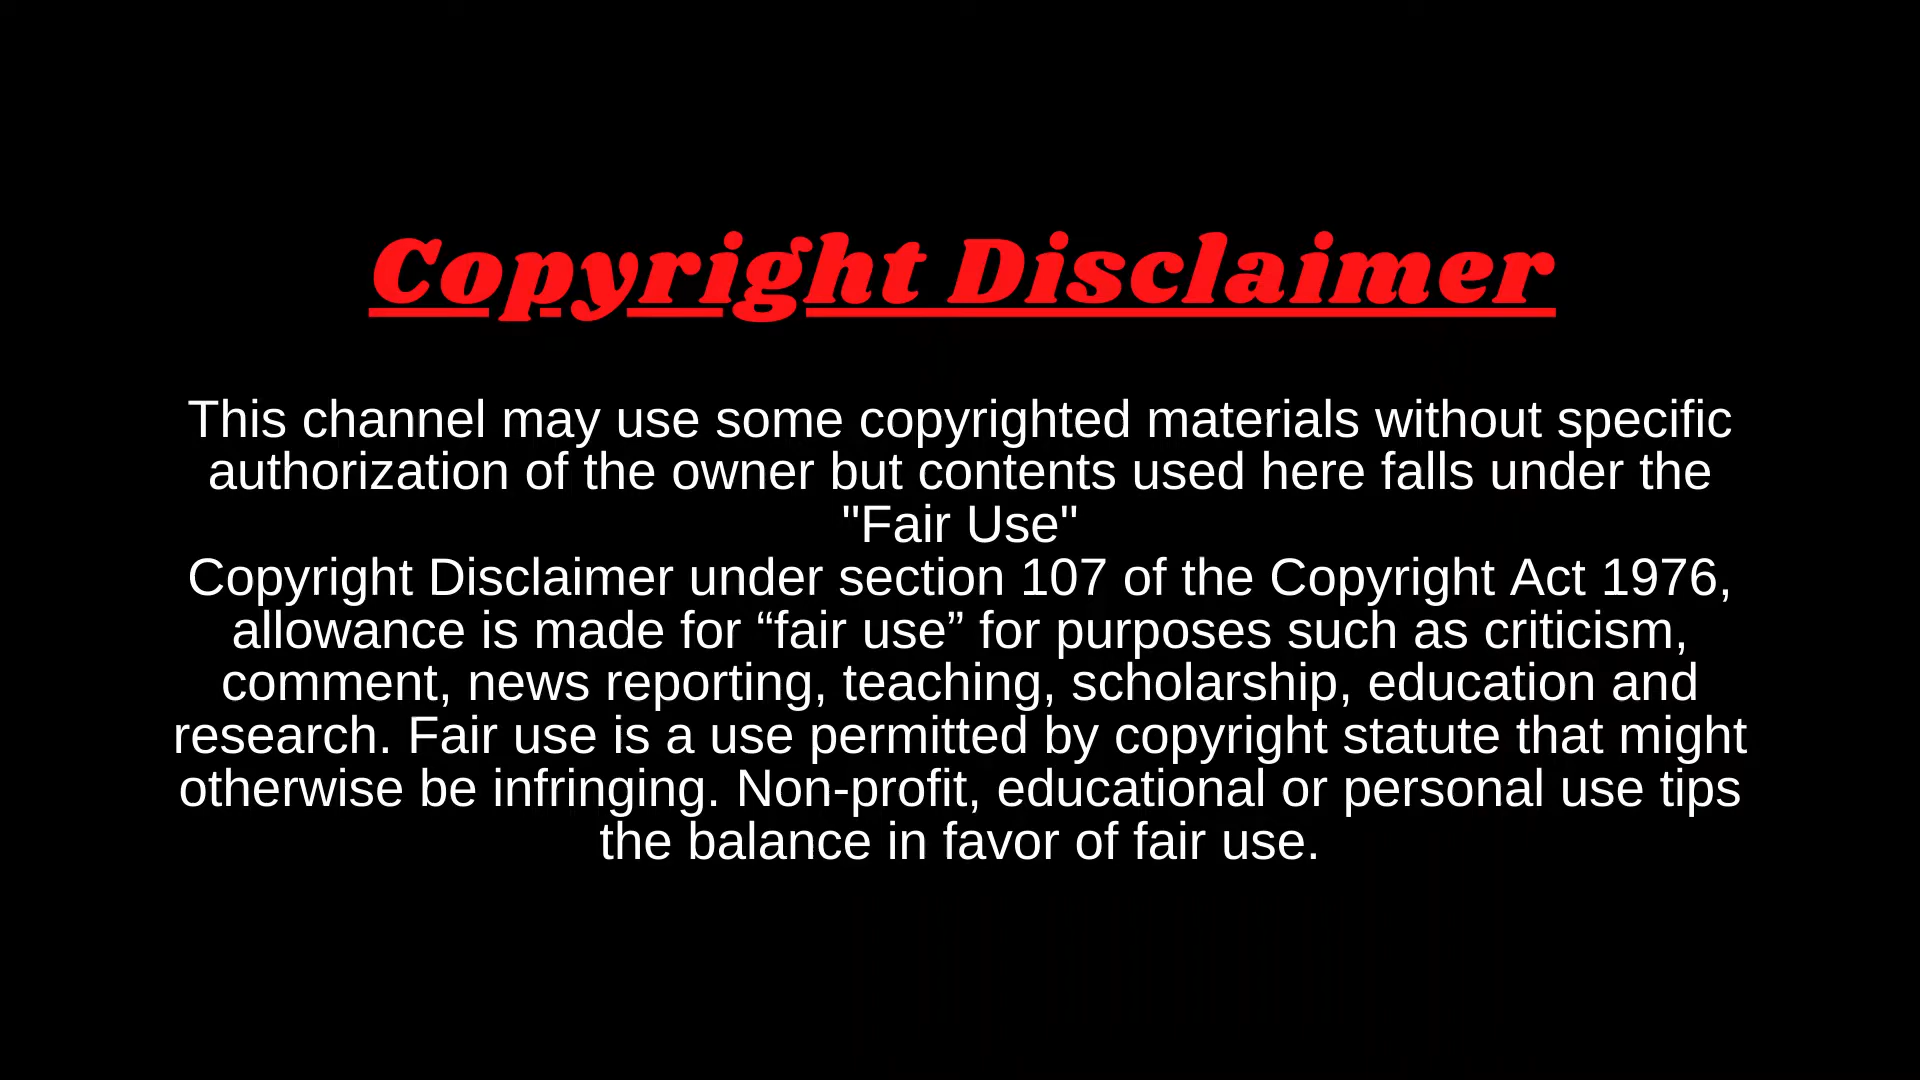 Copyright Disclaimer
This channel may use some copyrighted materials without specific
authorization of the owner but contents used here falls under the
"Fair Use"
Copyright Disclaimer under section 107 of the Copyright Act 1976,
allowance is made for “fair use” for purposes such as criticism,
comment, news reporting, teaching, scholarship, education and
research. Fair use is a use permitted by copyright statute that might
otherwise be infringing. Non-profit, educational or personal use tips
the balance in favor of fair use.